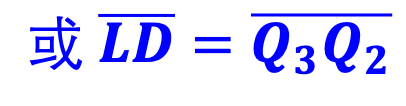 或 $\overline{LD} = \overline{Q_3Q_2}$